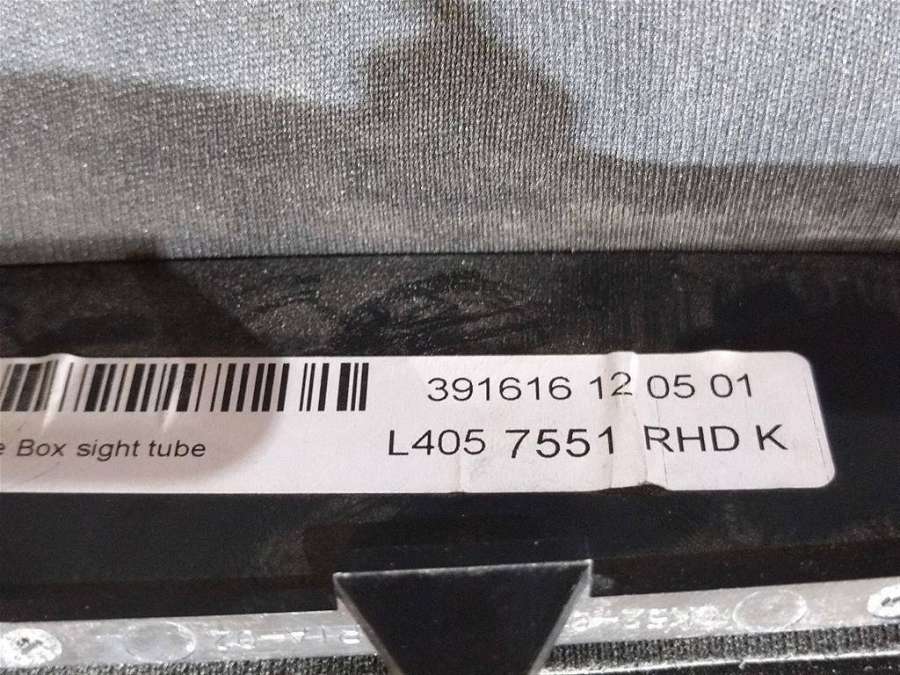 391616 12 05 01
e Box sight tube
L405 7551 RHD K